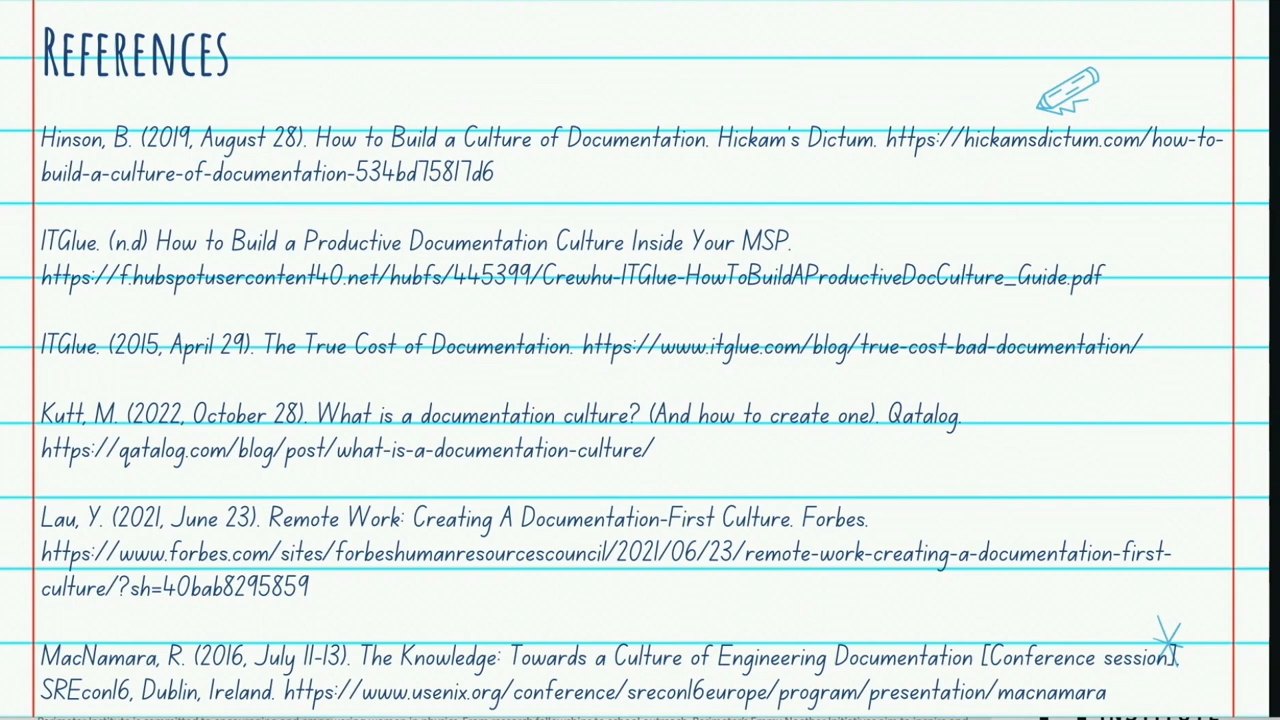 REFERENCES
Hinson, B. (2019, August 28). How to Build a Culture of Documentation. Hickam's Dictum. https://hickamsdictum.com/how-to-
build-a-culture-of-documentation-534bd75817d6
ITGlue. (n.d) How to Build a Productive Documentation Culture Inside Your MSP.
https://f.hubspotusercontent40.net/hubfs/445399/Crewhu-ITGlue-HowToBuildAProductiveDocCulture_Guide.pdf
ITGlue. (2015, April 29). The True Cost of Documentation. https://www.itglue.com/blog/true-cost-bad-documentation/
Kutt, M. (2022, October 28). What is a documentation culture? (And how to create one). Qatalog.
https://qatalog.com/blog/post/what-is-a-documentation-culture/
Lau, Y. (2021, June 23). Remote Work: Creating A Documentation-First Culture. Forbes.
https://www.forbes.com/sites/forbeshumanresourcescouncil/2021/06/23/remote-work-creating-a-documentation-first-
culture/?sh=40bab8295859
MacNamara, R. (2016, July 11-13). The Knowledge: Towards a Culture of Engineering Documentation [Conference session].
SREcon16, Dublin, Ireland. https://www.usenix.org/conference/srecon16europe/program/presentation/macnamara